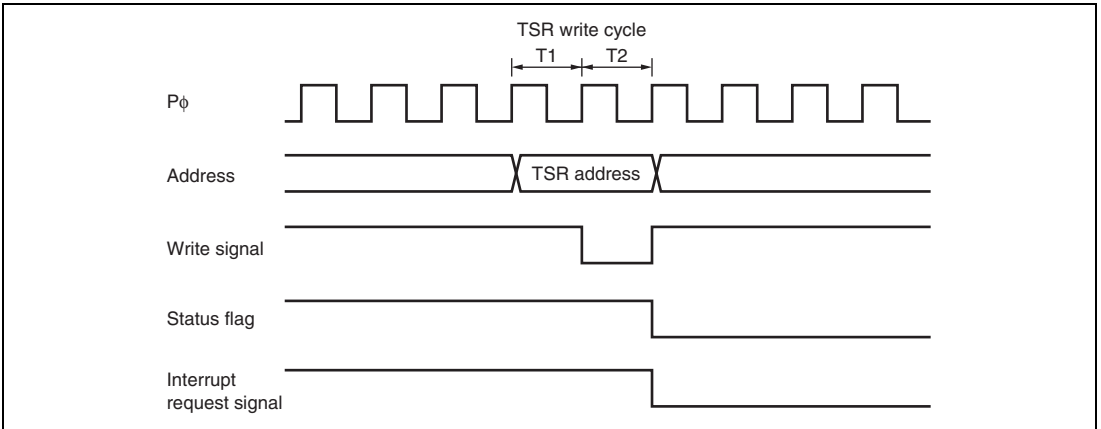 TSR write cycle
T1 T2
Pϕ
Address
TSR address
Write signal
Status flag
Interrupt
request signal